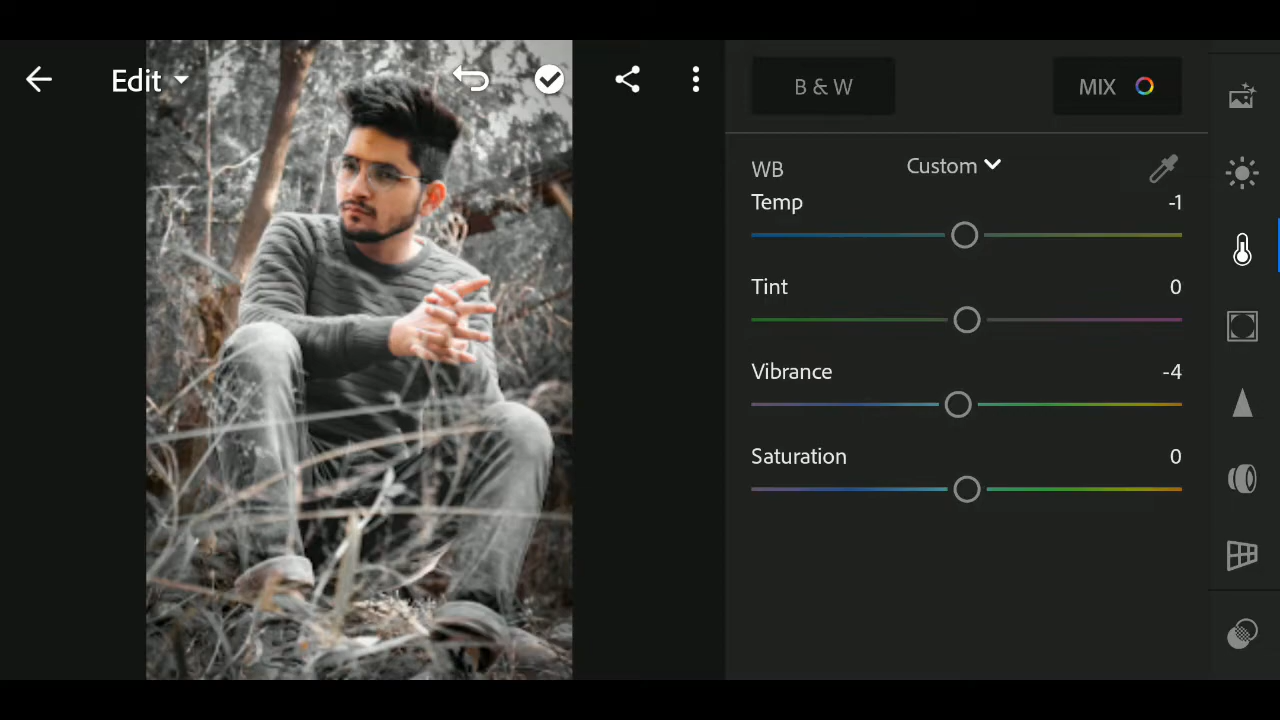 Edit
B & W
MIX
WB
Custom
Temp
-1
Tint
0
Vibrance
-4
Saturation
0